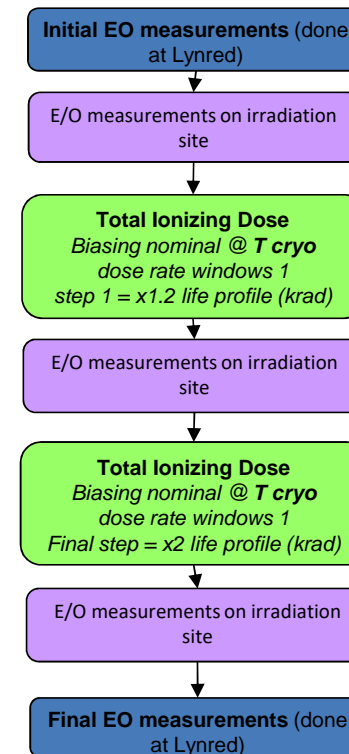 Initial EO measurements (done
at Lynred)
E/O measurements on irradiation
site
Total Ionizing Dose
Biasing nominal @ T cryo
dose rate windows 1
step 1 = x1.2 life profile (krad)
E/O measurements on irradiation
site
Total Ionizing Dose
Biasing nominal @ T cryo
dose rate windows 1
Final step = x2 life profile (krad)
E/O measurements on irradiation
site
Final EO measurements (done
at Lynred)